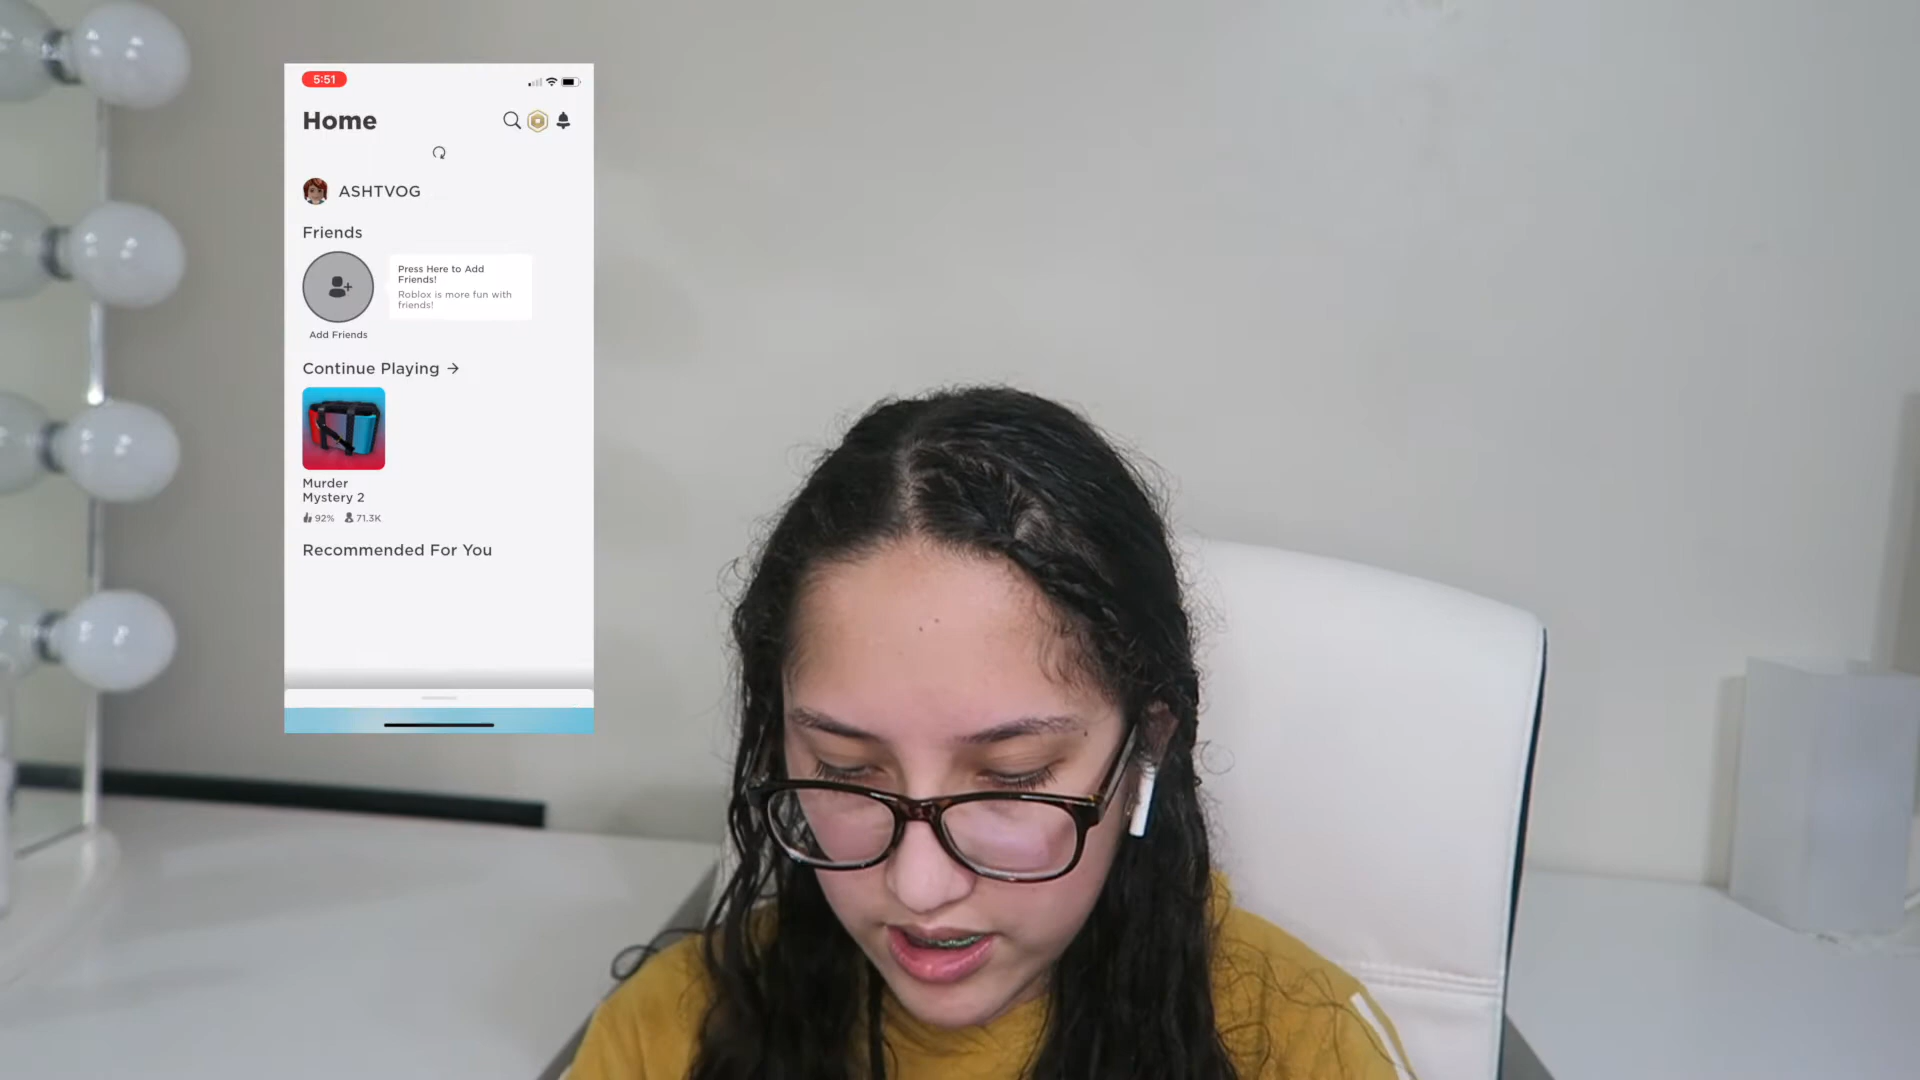 5:51
Home
ASHTVOG
Friends
Press Here to Add
Friends!
Roblox is more fun with
friends!
Add Friends
Continue Playing →
Murder
Mystery 2
92% 71.3K
Recommended For You